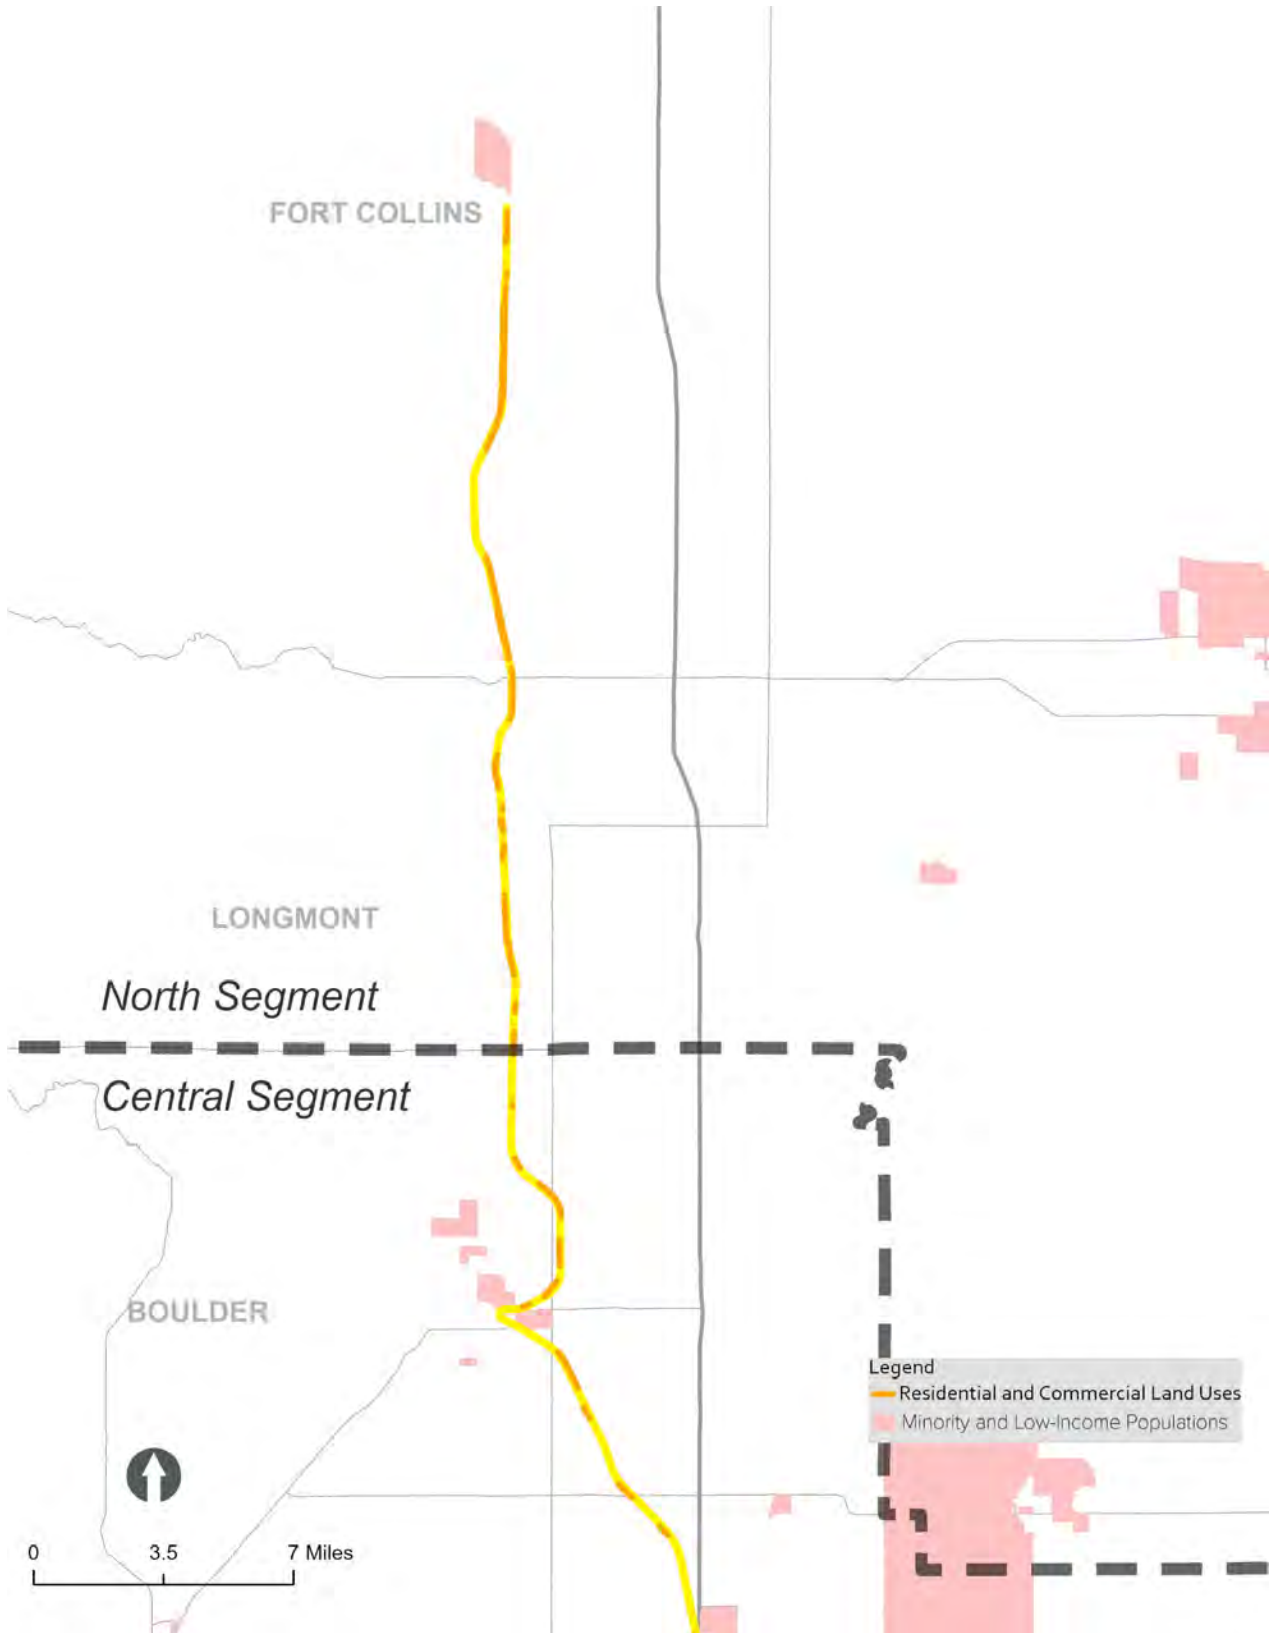 FORT COLLINS
LONGMONT
North Segment
Central Segment
BOULDER
Legend
Residential and Commercial Land Uses
Minority and Low-Income Populations
0 3.5 7 Miles